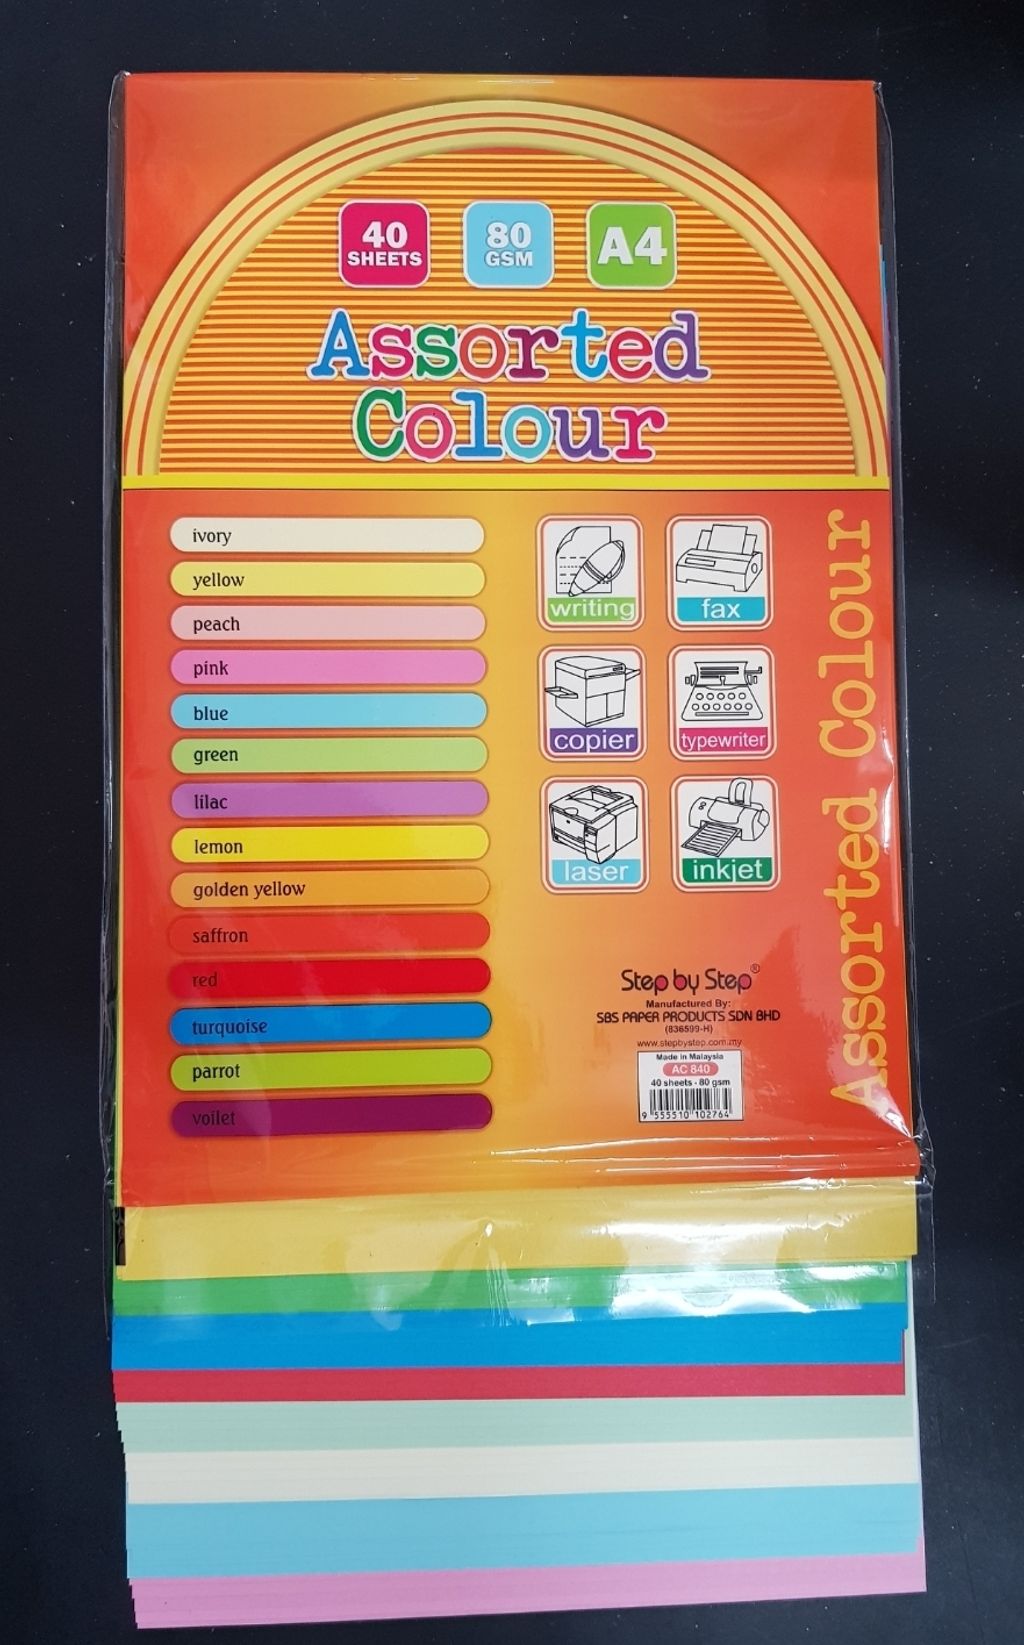 40
SHEETS
80
GSM
A4
Assorted
Colour
ivory
yellow
peach
pink
blue
green
lilac
lemon
golden yellow
saffron
red
turquoise
parrot
voilet
writing
fax
copier
typewriter
laser
inkjet
Assorted Colour
Step by Step®
Manufactured By:
SBS PAPER PRODUCTS SDN BHD
(836599-H)
www.stepbystep.com.my
Made in Malaysia
AC 840
40 sheets - 80 gsm
9 555510 102764